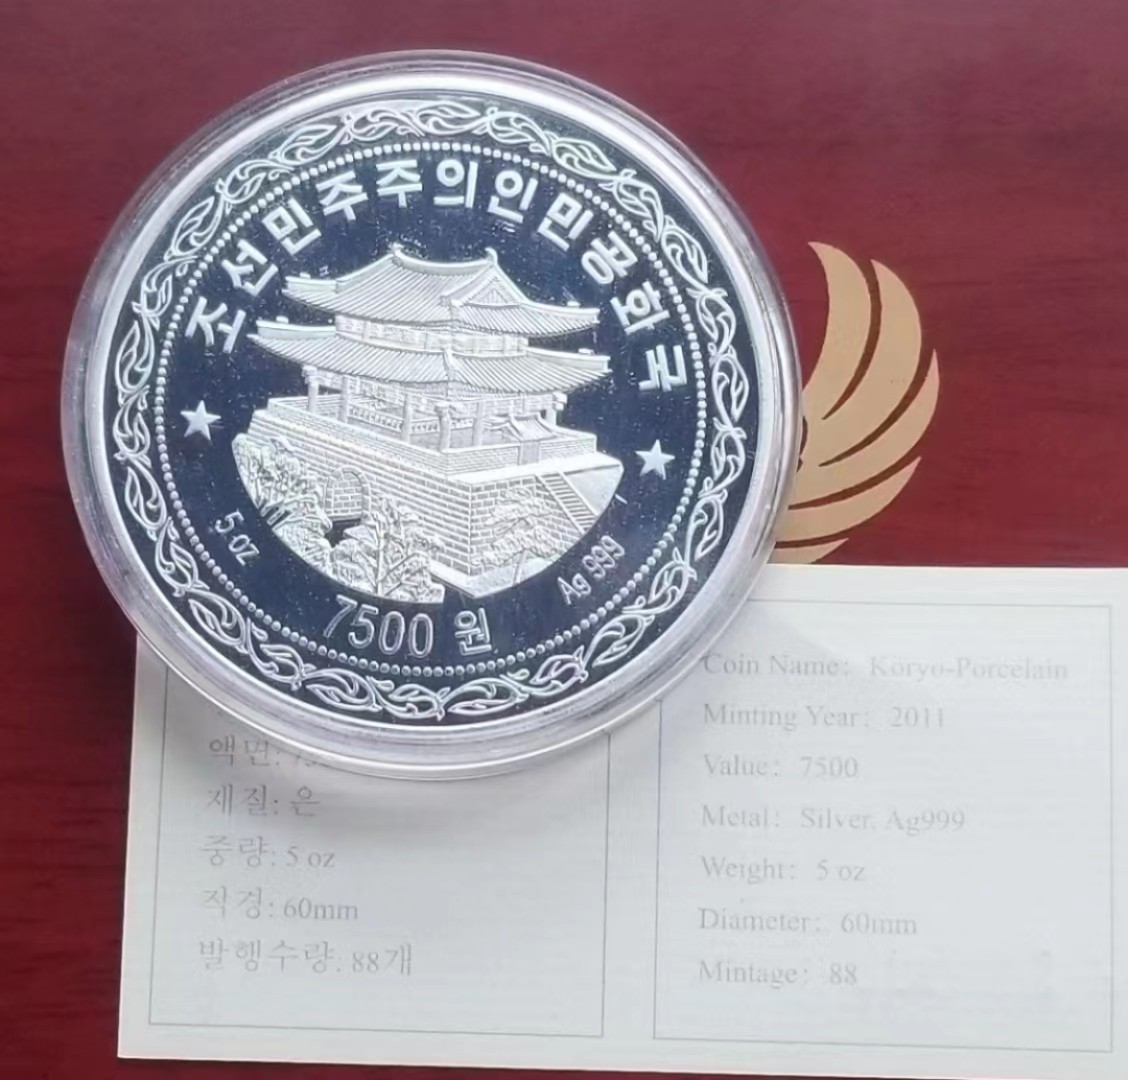 조선민주주의인민공화국
5 oz
Ag 999
7500 원
액면:
재질: 은
중량: 5 oz
직경: 60mm
발행수량: 88개
Coin Name: Koryo-Porcelain
Minting Year: 2011
Value: 7500
Metal: Silver, Ag999
Weight: 5 oz
Diameter: 60mm
Mintage: 88